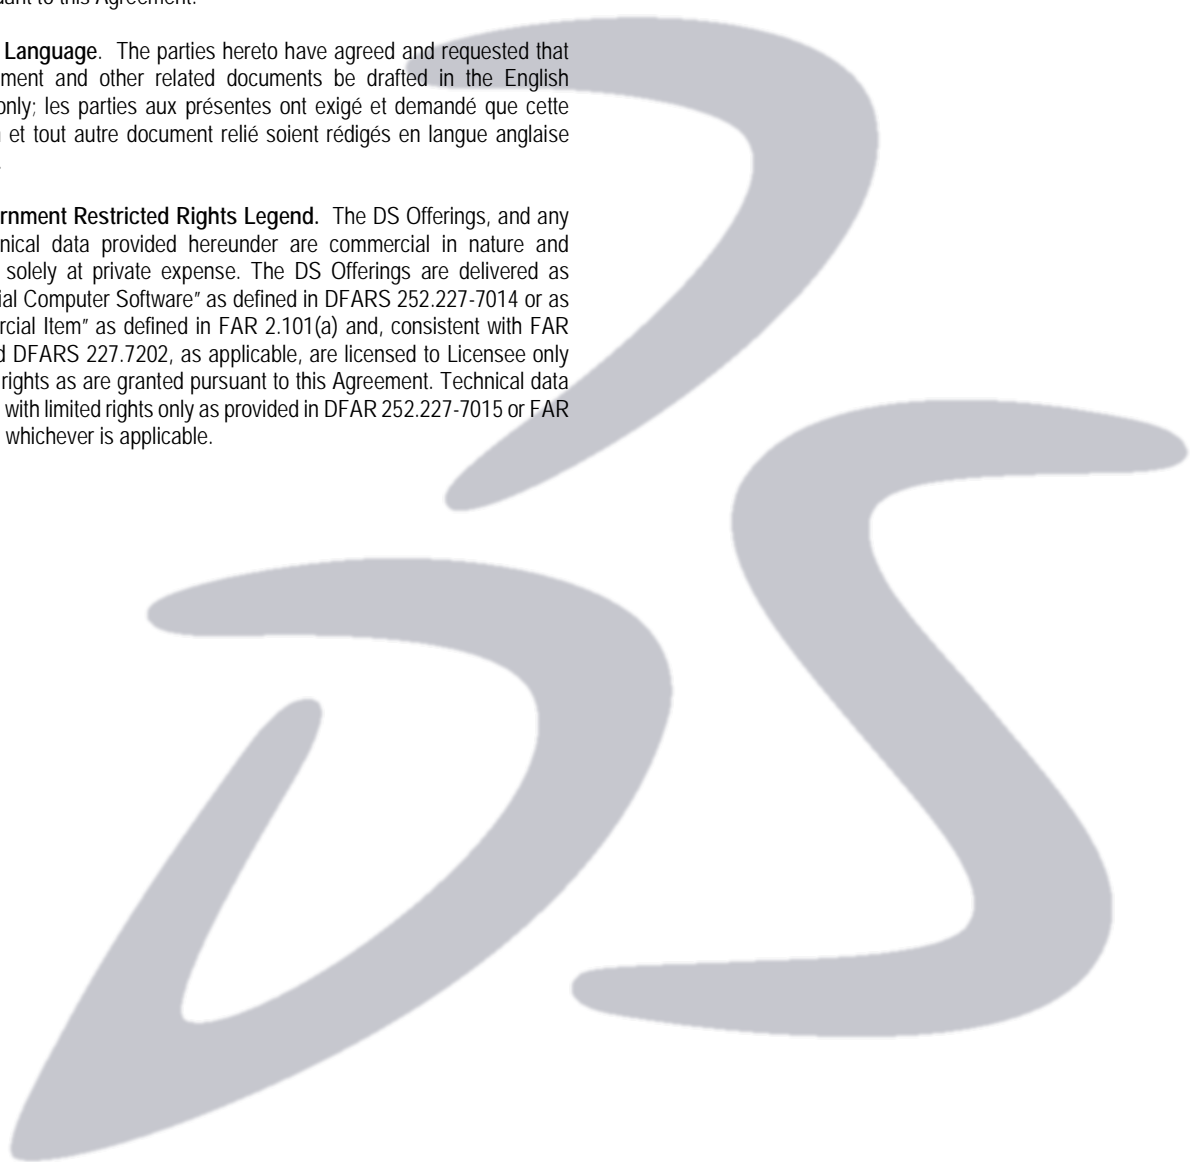 dant to this Agreement.
Language. The parties hereto have agreed and requested that
ment and other related documents be drafted in the English
only; les parties aux présentes ont exigé et demandé que cette
et tout autre document relié soient rédigés en langue anglaise
.
rnment Restricted Rights Legend. The DS Offerings, and any
nical data provided hereunder are commercial in nature and
solely at private expense. The DS Offerings are delivered as
ial Computer Software" as defined in DFARS 252.227-7014 or as
rcial Item" as defined in FAR 2.101(a) and, consistent with FAR
d DFARS 227.7202, as applicable, are licensed to Licensee only
rights as are granted pursuant to this Agreement. Technical data
with limited rights only as provided in DFAR 252.227-7015 or FAR
whichever is applicable.